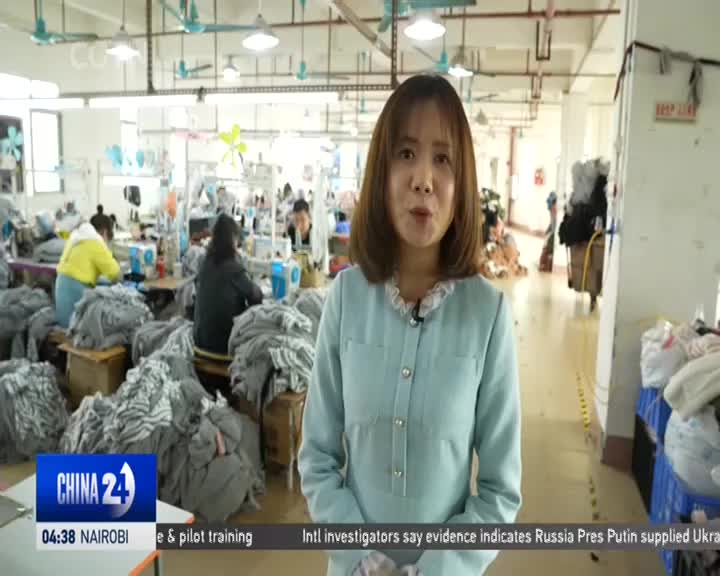 CHINA 24
04:38 NAIROBI
e & pilot training Intl investigators say evidence indicates Russia Pres Putin supplied Ukra